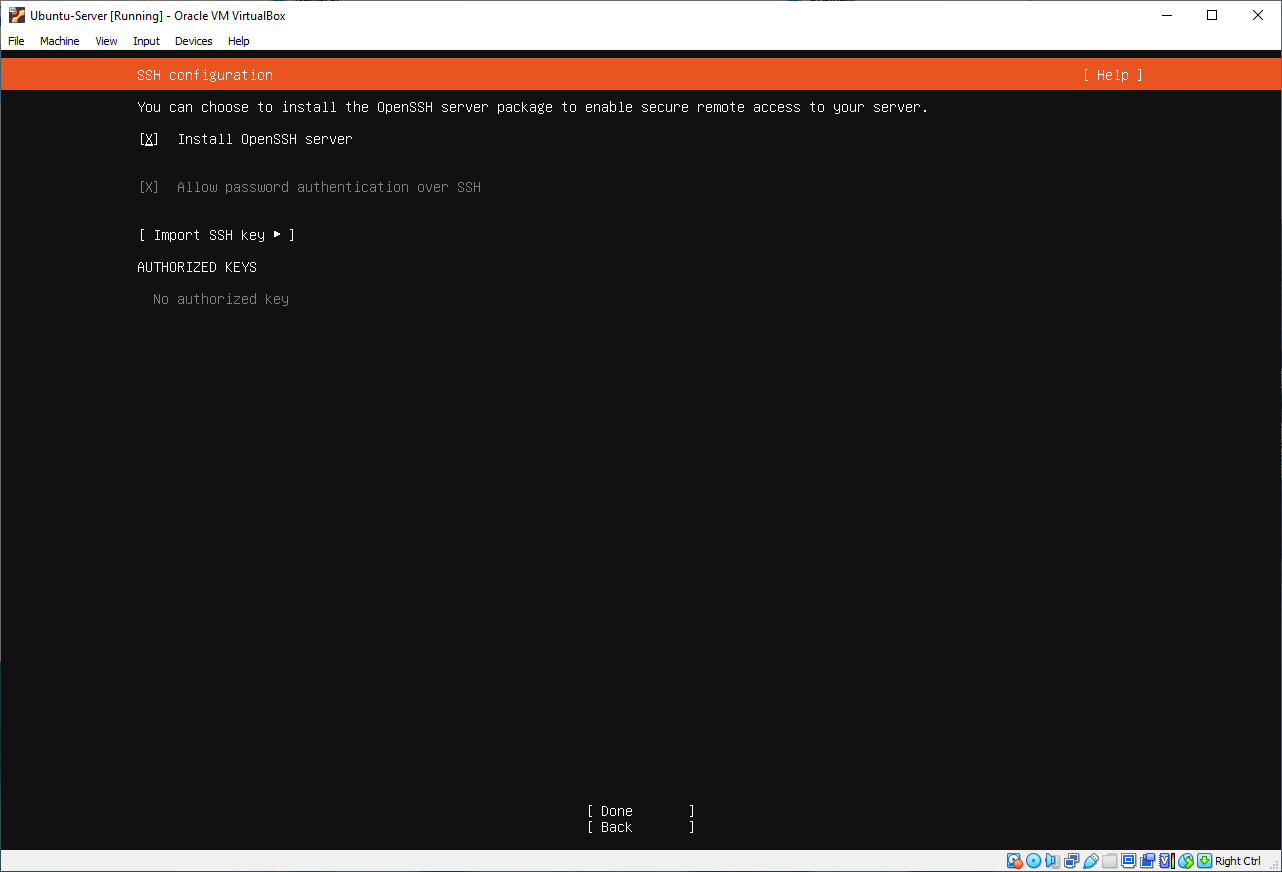 Ubuntu-Server [Running] - Oracle VM VirtualBox
File Machine View Input Devices Help
SSH configuration [ Help ]
You can choose to install the OpenSSH server package to enable secure remote access to your server.
[X] Install OpenSSH server
[X] Allow password authentication over SSH
[ Import SSH key ▸ ]
AUTHORIZED KEYS
No authorized key
[ Done ]
[ Back ]
Right Ctrl